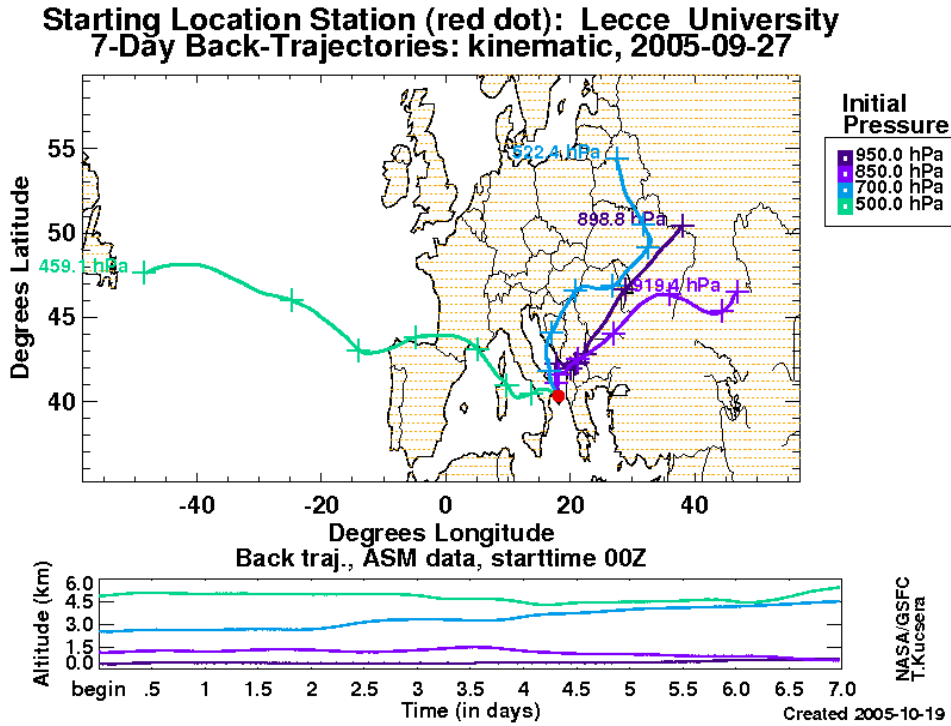 Starting Location Station (red dot): Lecce_University
7-Day Back-Trajectories: kinematic, 2005-09-27
Initial
Pressure
950.0 hPa
850.0 hPa
700.0 hPa
500.0 hPa
Degrees Latitude
55
50
45
40
522.4 hPa
898.8 hPa
459.1 hPa
919.4 hPa
-40
-20
0
20
40
Degrees Longitude
Back traj., ASM data, starttime 00Z
Altitude (km)
6.0
4.5
3.0
1.5
0.0
begin
.5
1
1.5
2
2.5
3
3.5
4
4.5
5
5.5
6
6.5
7.0
Time (in days)
NASA/GSFC
T.Kucsera
Created 2005-10-19